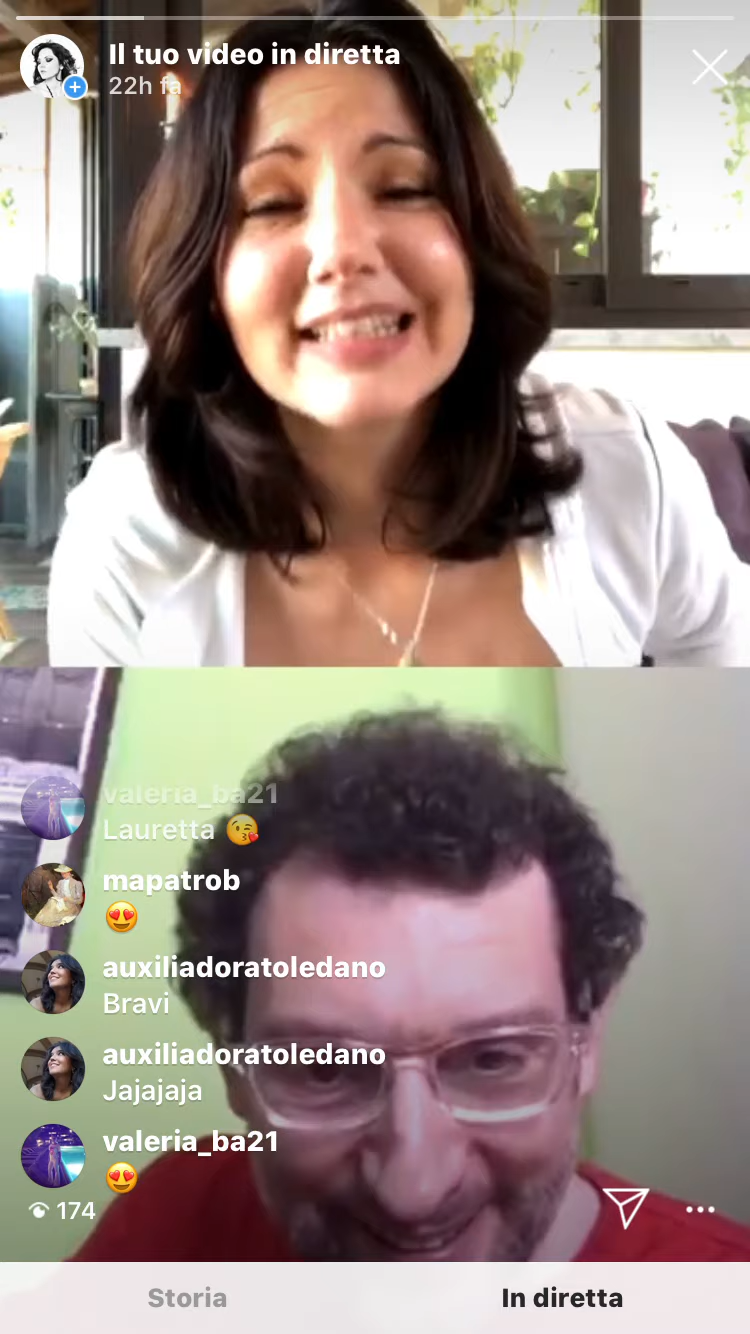 Il tuo video in diretta
22h fa
valeria_ba21
Lauretta 😘
mapatrob
😍
auxiliadoratoledano
Bravi
auxiliadoratoledano
Jajajaja
valeria_ba21
😍
174
Storia
In diretta